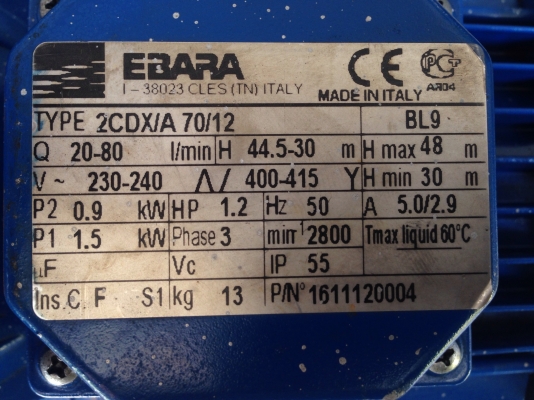 EBARA
I-38023 CLES (TN) ITALY
CE
PCT
AЯ04
MADE IN ITALY
TYPE 2CDX/A 70/12 BL9
Q 20-80 l/min H 44.5-30 m H max 48 m
V ~ 230-240 Δ/ 400-415 Y H min 30 m
P2 0.9 kW HP 1.2 Hz 50 A 5.0/2.9
P1 1.5 kW Phase 3 min⁻¹ 2800 Tmax liquid 60°C
µF Vc IP 55
Ins.C. F S1 kg 13 P/N° 1611120004